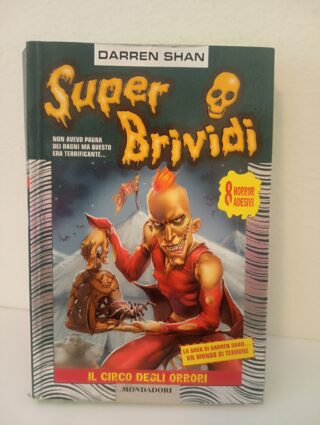 DARREN SHAN
Super
Brividi
NON AVEVO PAURA
DEI RAGNI MA QUESTO
ERA TERRIFICANTE...
8 HORROR
ADESIVI
LA SAGA DI DARREN SHAN...
UN MONDO DI TERRORE
IL CIRCO DEGLI ORRORI
MONDADORI